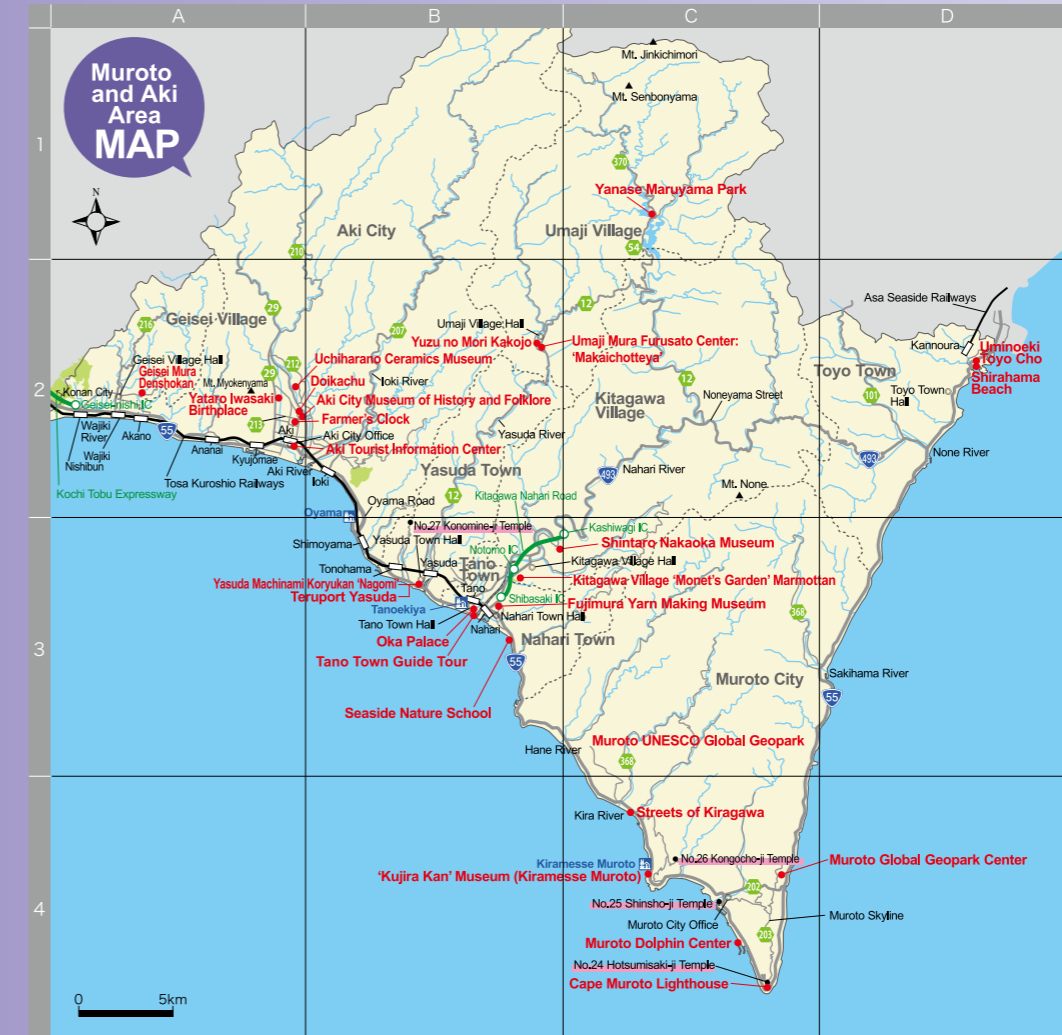 A
B
C
D
Muroto
and Aki
Area
MAP
1
2
3
4
N
Mt. Jinkichimori
Mt. Senbonyama
370
Yanase Maruyama Park
Aki City
Umaji Village
54
210
Asa Seaside Railways
29
12
216
Geisei Village
207
Umaji Village Hall
Yuzu no Mori Kakojo
Umaji Mura Furusato Center:
'Makaichotteya'
Kannoura
Uminoeki
Toyo Cho
Shirahama
Beach
Toyo Town
Toyo Town
Hall
101
Geisei Village Hall
Geisei Mura
Denshokan
212
Uchiharano Ceramics Museum
29
Mt. Myokenyama
Doikachu
Ioki River
12
Konan City
Geisei-nishi IC
Yataro Iwasaki
Birthplace
Aki City Museum of History and Folklore
Kitagawa
Village
Noneyama Street
213
Farmer's Clock
Wajiki
River
Akano
55
Aki
Aki City Office
Yasuda River
Wajiki
Nishibun
Ananai
Kyujomae
Aki Tourist Information Center
493
None River
Aki River
Ioki
Yasuda Town
493
Nahari River
Tosa Kuroshio Railways
Kochi Tobu Expressway
Mt. None
12
Kitagawa Nahari Road
Oyama Road
Oyama
No.27 Konomine-ji Temple
Kashiwagi IC
Shimoyama
Yasuda Town Hall
Shintaro Nakaoka Museum
Notomo IC
Tonohama
Yasuda
Tano
Town
Kitagawa Village Hall
Yasuda Machinami Koryukan 'Nagomi
Kitagawa Village 'Monet's Garden' Marmottan
Teruport Yasuda
Tano
Shibasaki IC
Tanoekiya
Fujimura Yarn Making Museum
368
Tano Town Hall
Nahari
Nahari Town Hall
Oka Palace
Nahari Town
Tano Town Guide Tour
55
Muroto City
Sakihama River
55
Seaside Nature School
Hane River
Muroto UNESCO Global Geopark
368
Kira River
Streets of Kiragawa
Kiramesse Muroto
No.26 Kongocho-ji Temple
Muroto Global Geopark Center
'Kujira Kan' Museum (Kiramesse Muroto)
202
No.25 Shinsho-ji Temple
Muroto Skyline
Muroto City Office
203
Muroto Dolphin Center
No.24 Hotsumisaki-ji Temple
Cape Muroto Lighthouse
0
5km